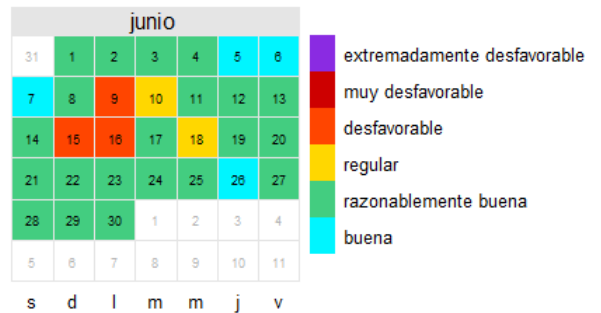 junio
31 1 2 3 4 5 6
7 8 9 10 11 12 13
14 15 16 17 18 19 20
21 22 23 24 25 26 27
28 29 30 1 2 3 4
5 6 7 8 9 10 11
s d l m m j v
extremadamente desfavorable
muy desfavorable
desfavorable
regular
razonablemente buena
buena